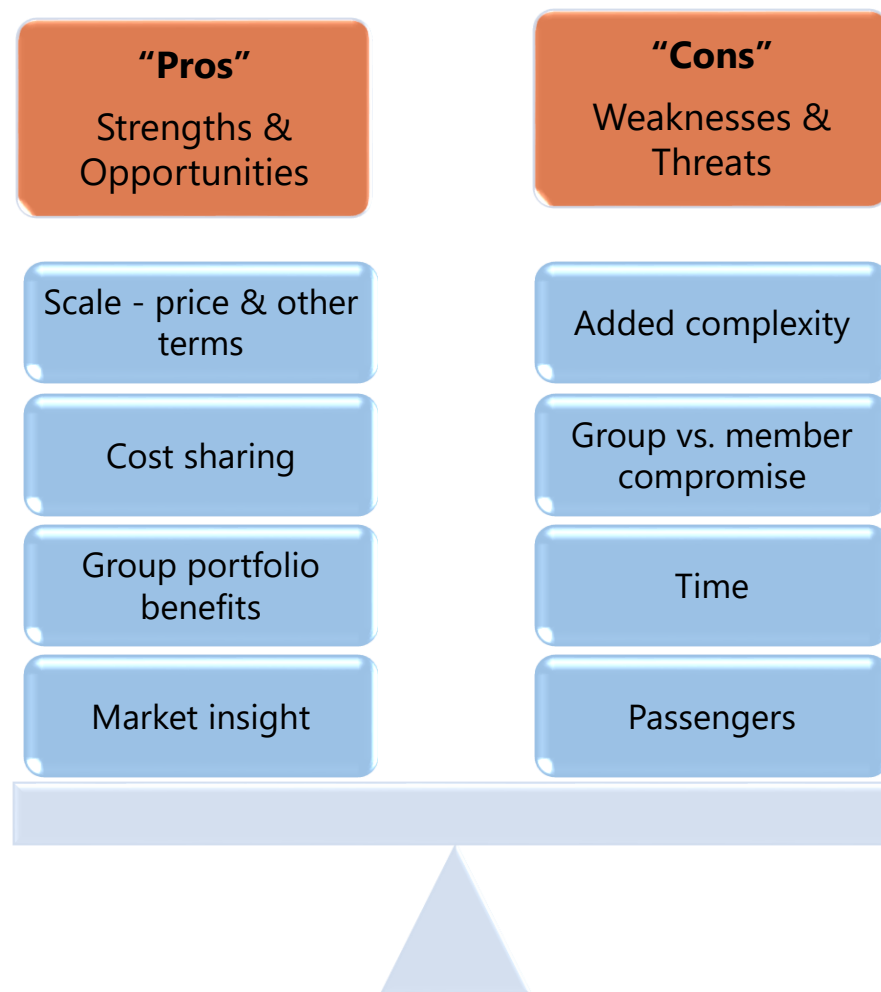 “Pros”
Strengths &
Opportunities
Scale - price & other
terms
Cost sharing
Group portfolio
benefits
Market insight
“Cons”
Weaknesses &
Threats
Added complexity
Group vs. member
compromise
Time
Passengers